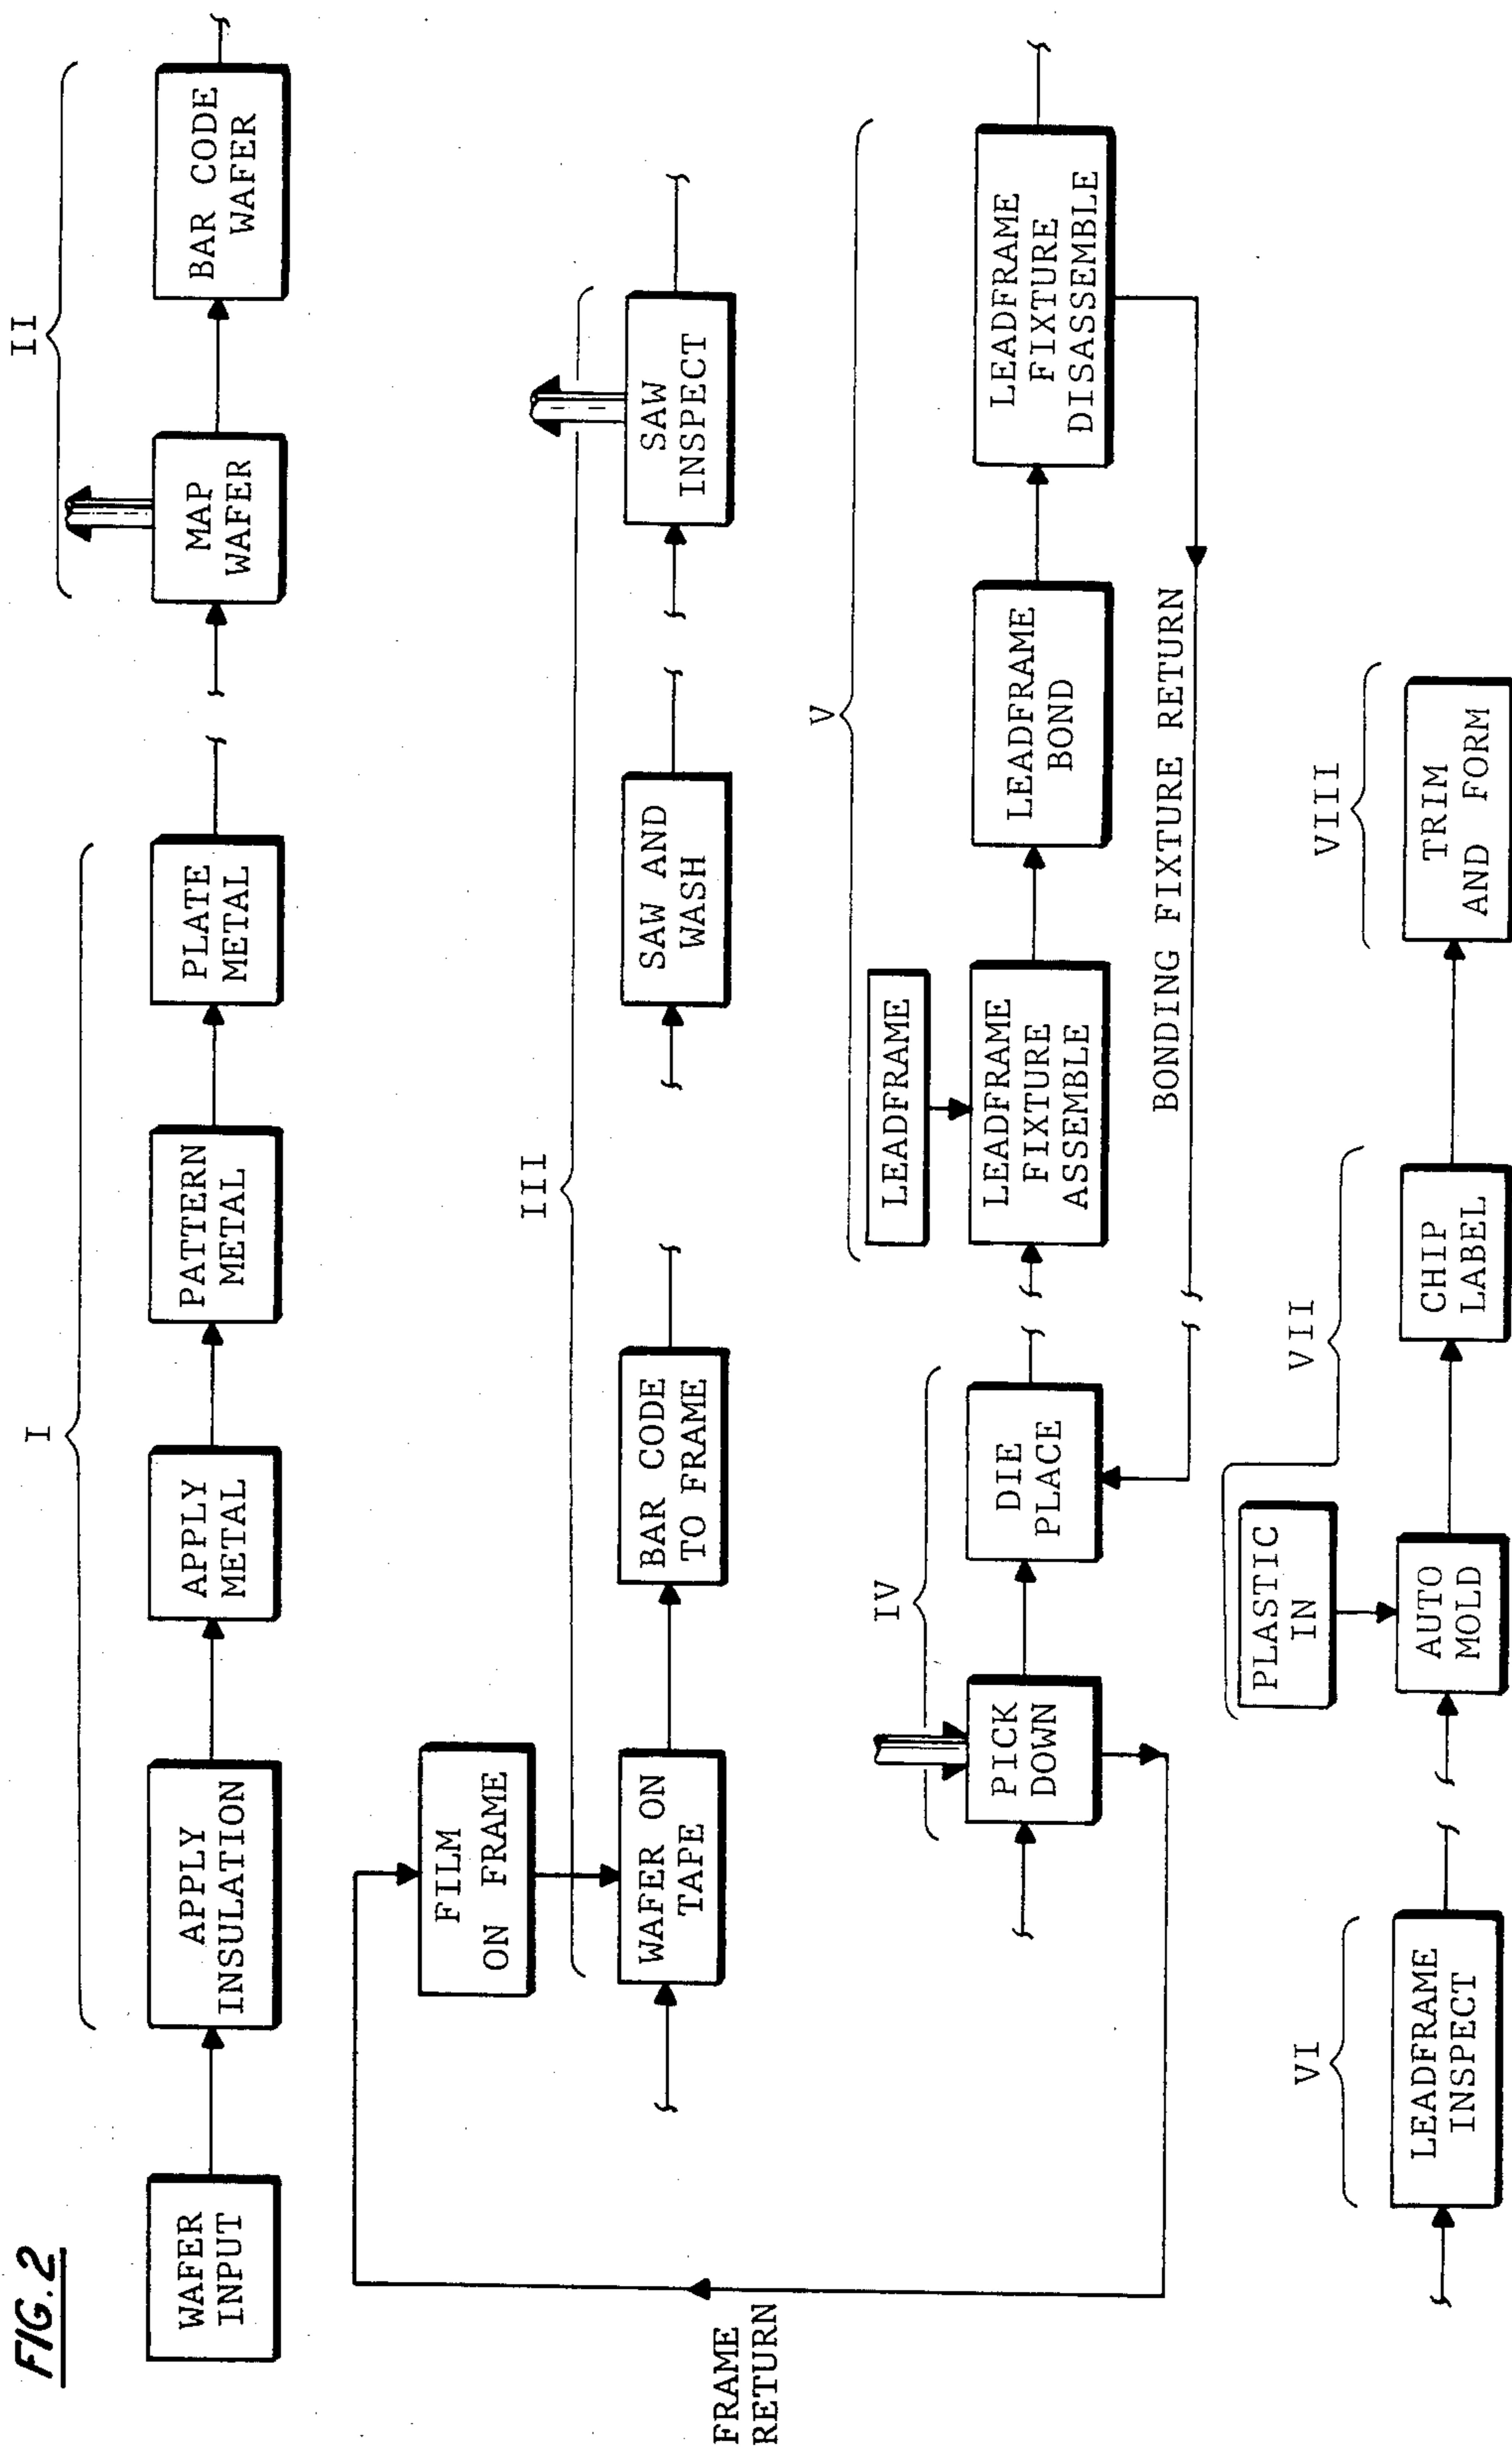 FIG. 2
I
II
WAFER
INPUT
APPLY
INSULATION
APPLY
METAL
PATTERN
METAL
PLATE
METAL
MAP
WAFER
BAR CODE
WAFER
III
FILM
ON FRAME
WAFER ON
TAPE
BAR CODE
TO FRAME
SAW AND
WASH
SAW
INSPECT
FRAME
RETURN
IV
PICK
DOWN
DIE
PLACE
V
LEADFRAME
LEADFRAME
FIXTURE
ASSEMBLE
LEADFRAME
BOND
LEADFRAME
FIXTURE
DISASSEMBLE
BONDING FIXTURE RETURN
VI
LEADFRAME
INSPECT
VII
PLASTIC
IN
AUTO
MOLD
CHIP
LABEL
VIII
TRIM
AND FORM